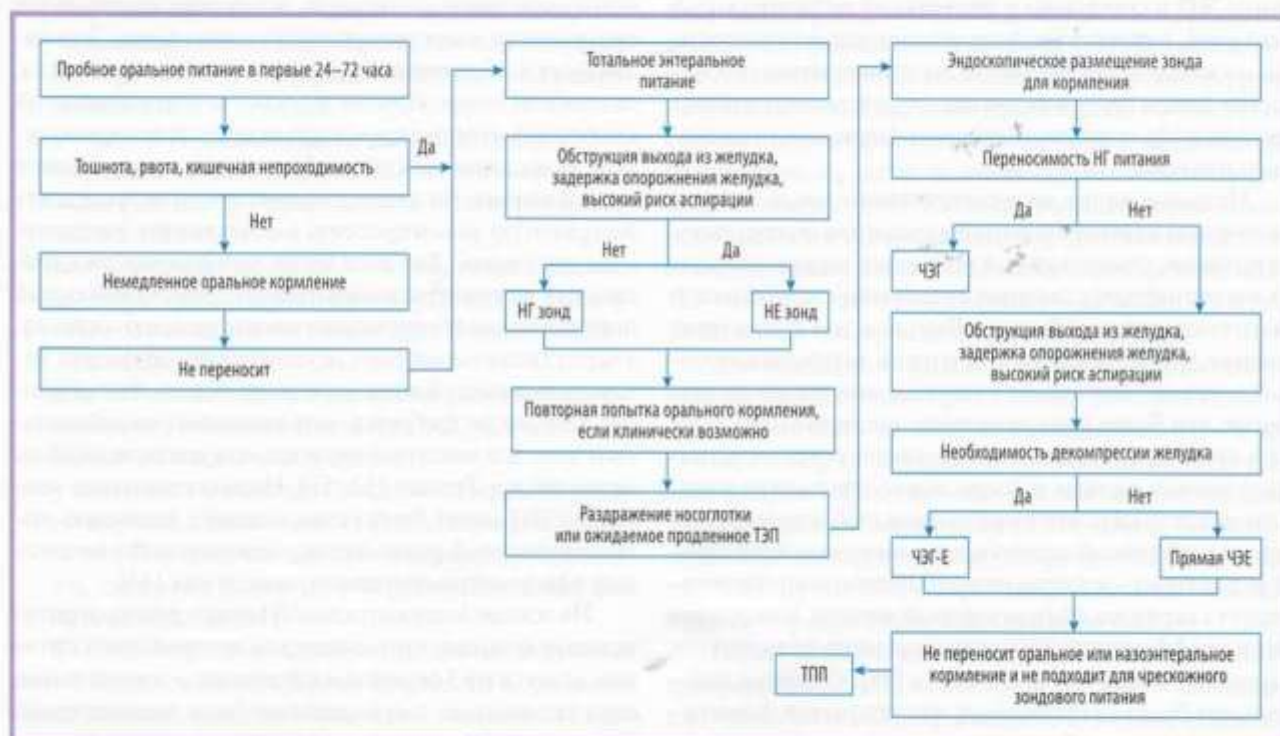 Пробное оральное питание в первые 24–72 часа
Тошнота, рвота, кишечная непроходимость
Да
Нет
Немедленное оральное кормление
Не переносит
Тотальное энтеральное
питание
Обструкция выхода из желудка,
задержка опорожнения желудка,
высокий риск аспирации
Нет
Да
НГ зонд
НЕ зонд
Повторная попытка орального кормления,
если клинически возможно
Раздражение носоглотки
или ожидаемое продленное ТЭП
Эндоскопическое размещение зонда
для кормления
Переносимость НГ питания
Да
Нет
ЧЭГ
Обструкция выхода из желудка,
задержка опорожнения желудка,
высокий риск аспирации
Необходимость декомпрессии желудка
Да
Нет
ЧЭГ-Е
Прямая ЧЭЕ
Не переносит оральное или назоэнтеральное
кормление и не подходит для чрескожного
зондового питания
ТПП